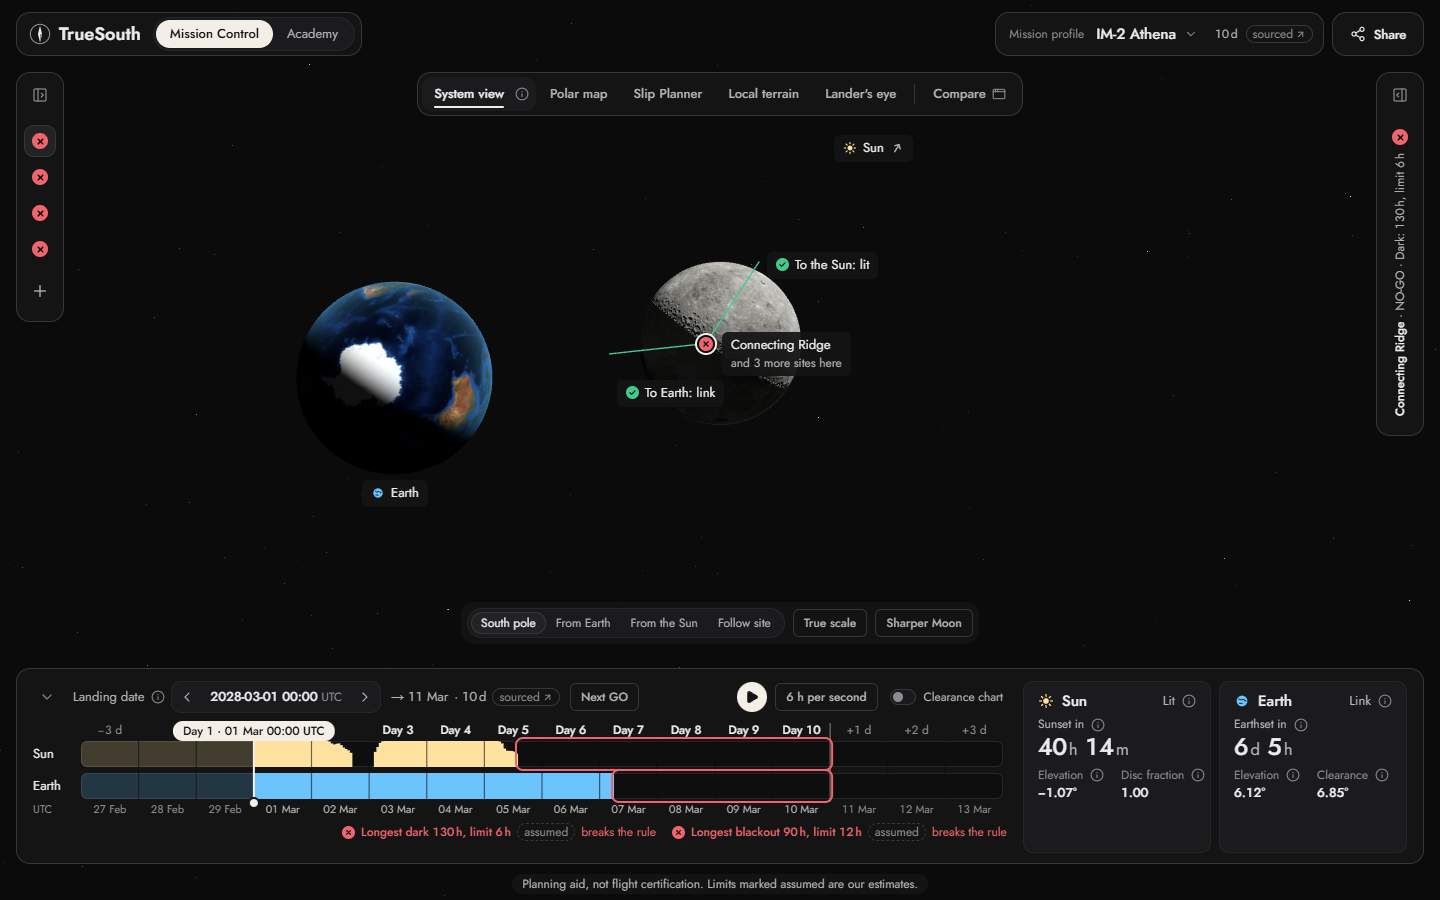 TrueSouth
Mission Control
Academy
Mission profile
IM-2 Athena
10d
sourced ↗
Share
System view
Polar map
Slip Planner
Local terrain
Lander's eye
Compare
Sun ↗
To the Sun: lit
Connecting Ridge
and 3 more sites here
To Earth: link
Earth
Connecting Ridge · NO-GO · Dark: 130h, limit 6h
South pole
From Earth
From the Sun
Follow site
True scale
Sharper Moon
Landing date
2028-03-01 00:00 UTC
→ 11 Mar · 10d
sourced ↗
Next GO
6 h per second
Clearance chart
−3 d
Day 1 · 01 Mar 00:00 UTC
Day 3
Day 4
Day 5
Day 6
Day 7
Day 8
Day 9
Day 10
+1 d
+2 d
+3 d
Sun
Earth
UTC
27 Feb
28 Feb
29 Feb
01 Mar
02 Mar
03 Mar
04 Mar
05 Mar
06 Mar
07 Mar
08 Mar
09 Mar
10 Mar
11 Mar
12 Mar
13 Mar
Longest dark 130h, limit 6h
assumed
breaks the rule
Longest blackout 90h, limit 12h
assumed
breaks the rule
Sun
Lit
Sunset in
40h 14m
Elevation
Disc fraction
−1.07°
1.00
Earth
Link
Earthset in
6d 5h
Elevation
Clearance
6.12°
6.85°
Planning aid, not flight certification. Limits marked assumed are our estimates.